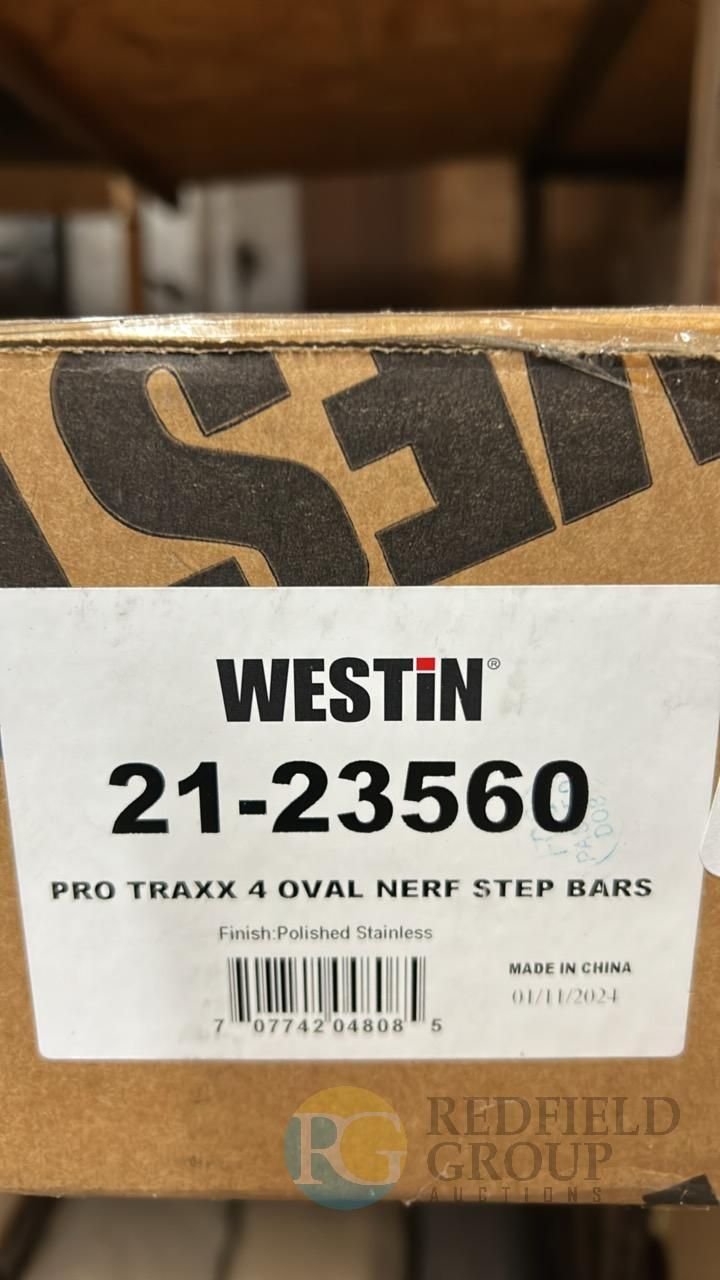 WESTiN®
21-23560
PRO TRAXX 4 OVAL NERF STEP BARS
Finish:Polished Stainless
MADE IN CHINA
01/11/2024
7 07742 04808 5
RG
REDFIELD
GROUP
AUCTIONS